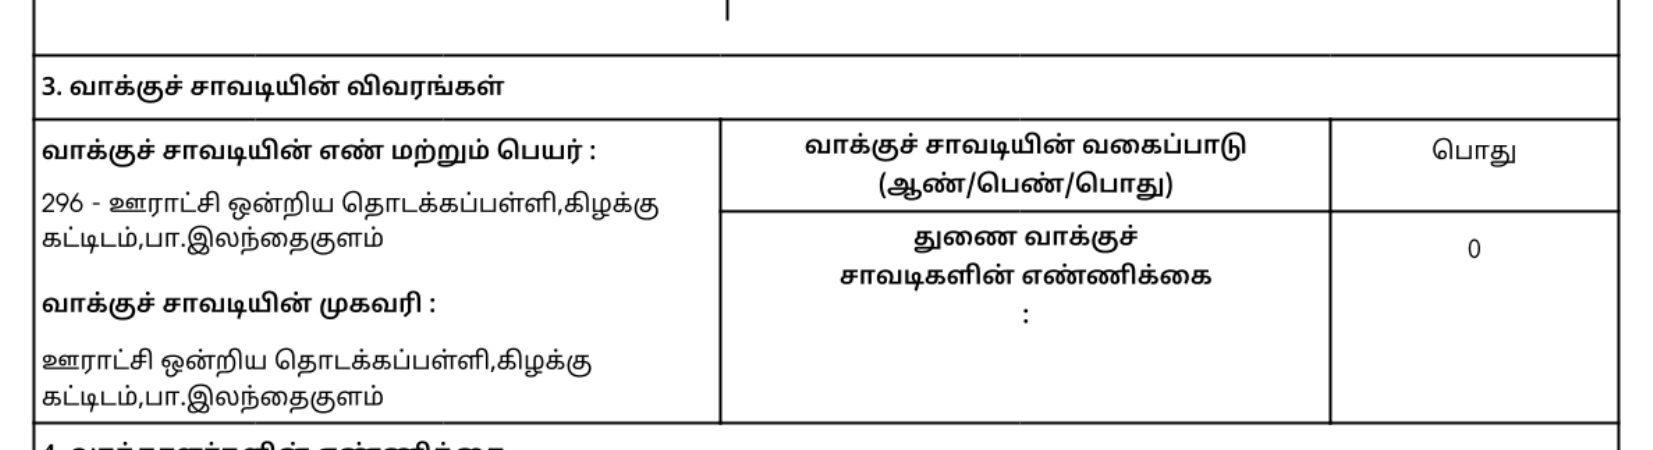 3. வாக்குச் சாவடியின் விவரங்கள்
வாக்குச் சாவடியின் எண் மற்றும் பெயர் :
296 - ஊராட்சி ஒன்றிய தொடக்கப்பள்ளி,கிழக்கு
கட்டிடம்,பா.இலந்தைகுளம்
வாக்குச் சாவடியின் முகவரி :
ஊராட்சி ஒன்றிய தொடக்கப்பள்ளி,கிழக்கு
கட்டிடம்,பா.இலந்தைகுளம்
வாக்குச் சாவடியின் வகைப்பாடு
(ஆண்/பெண்/பொது)
பொது
துணை வாக்குச்
சாவடிகளின் எண்ணிக்கை
:
0